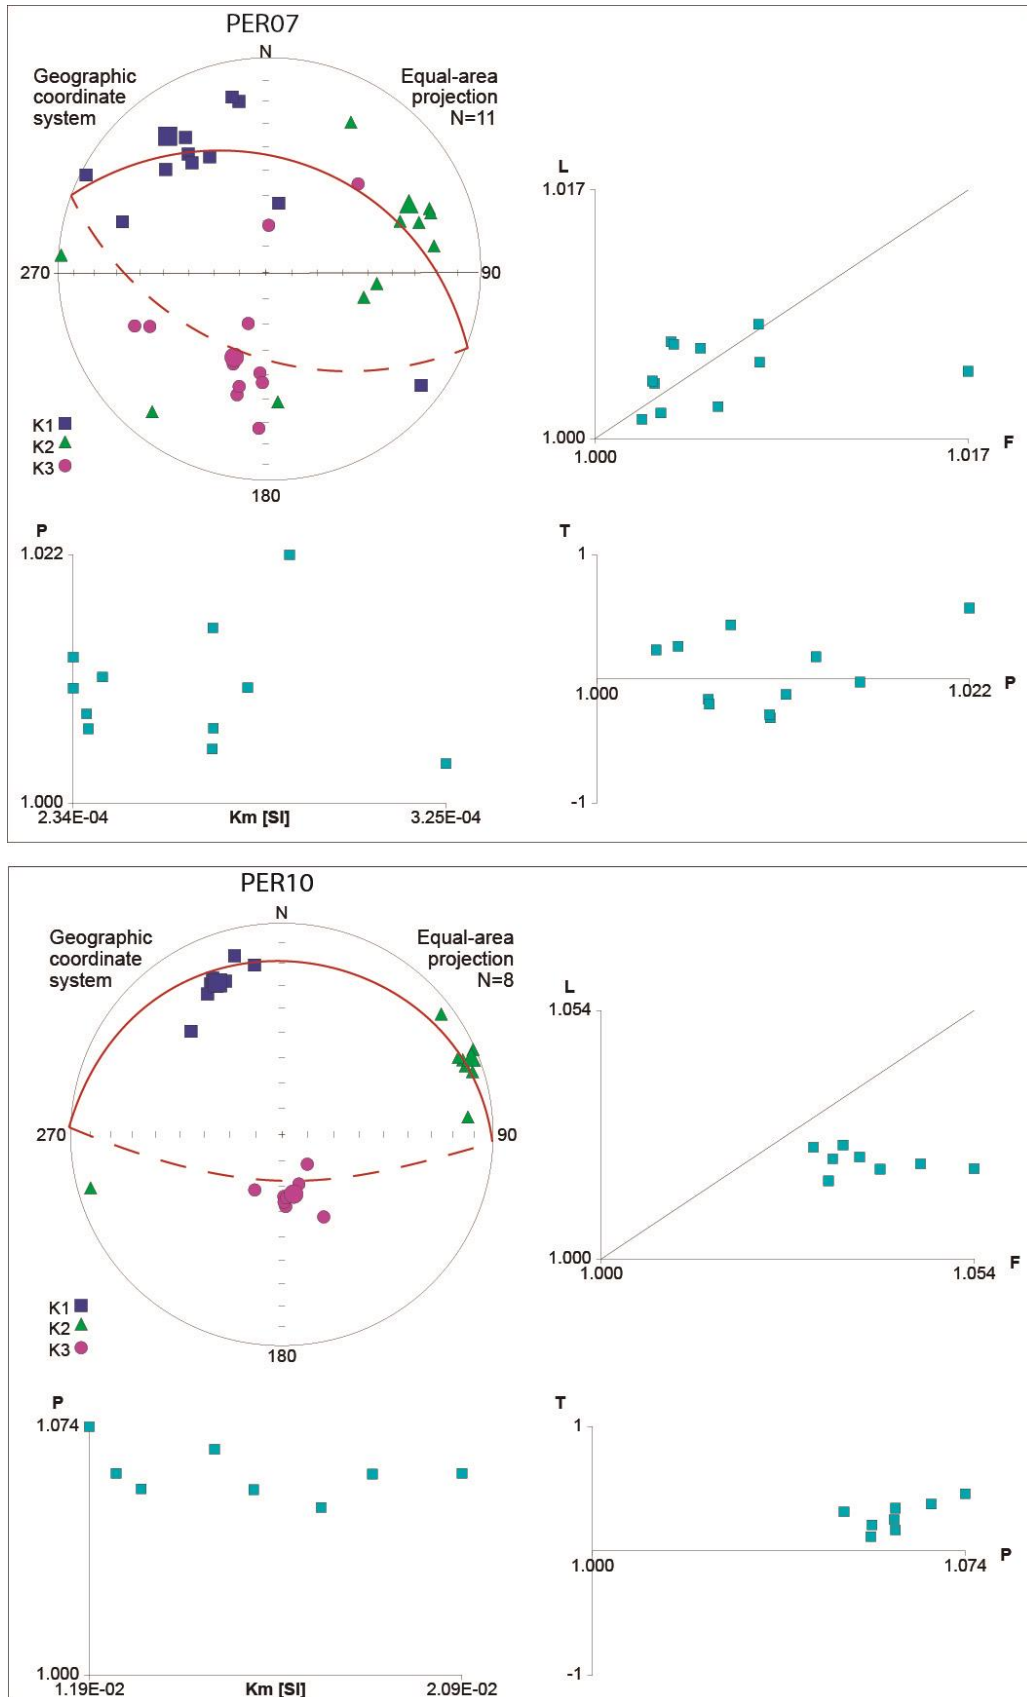 PER07
N
Geographic
coordinate
system
Equal-area
projection
N=11
270
90
K1
K2
K3
180
L
1.017
1.000
1.000
1.017
F
P
1.022
1.000
2.34E-04
Km [SI]
3.25E-04
T
1
1.000
1.022
P
-1
PER10
N
Geographic
coordinate
system
Equal-area
projection
N=8
270
90
K1
K2
K3
180
L
1.054
1.000
1.000
1.054
F
P
1.074
1.000
1.19E-02
Km [SI]
2.09E-02
T
1
1.000
1.074
P
-1